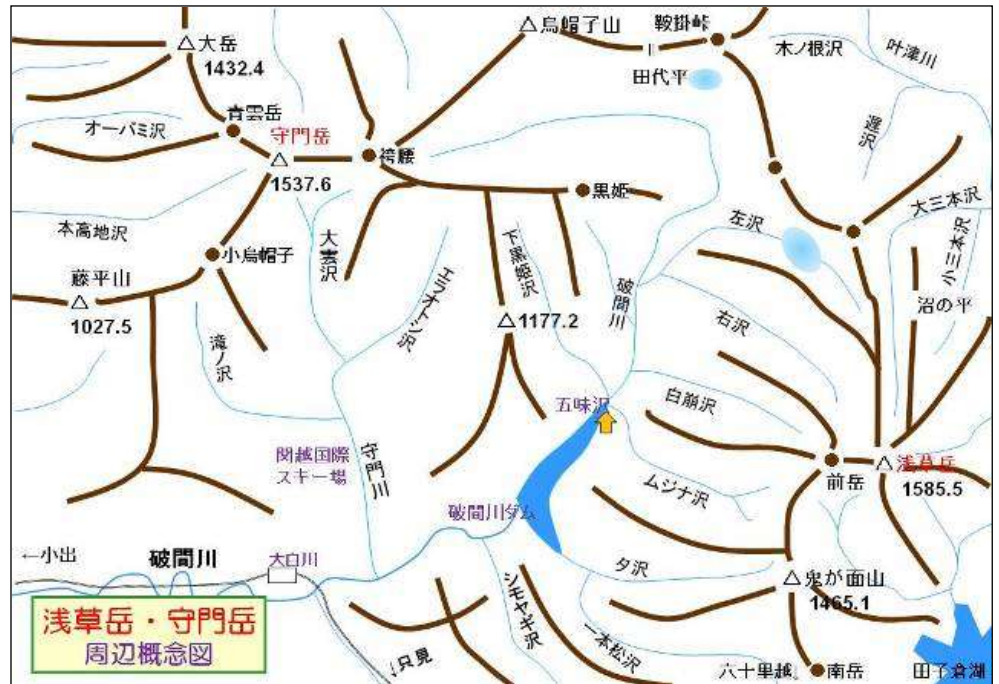 △烏帽子山
鞍掛峠
木ノ根沢
叶津川
△大岳
1432.4
田代平
青雲岳
オーバミ沢
守門岳
△
1537.6
袴腰
遅沢
黒姫
大三本沢
小三本沢
左沢
本高地沢
大雲沢
下黒姫沢
小烏帽子
エラオトシ沢
破間川
藤平山
△
1027.5
沼の平
△1177.2
右沢
滝ノ沢
五味沢
白崩沢
関越国際
スキー場
守門川
△浅草岳
1585.5
前岳
ムジナ沢
破間川ダム
←小出
破間川
大白川
夕沢
△鬼が面山
1465.1
シモヤギ沢
一本松沢
浅草岳・守門岳
周辺概念図
↓只見
六十里越↓
南岳
田子倉湖